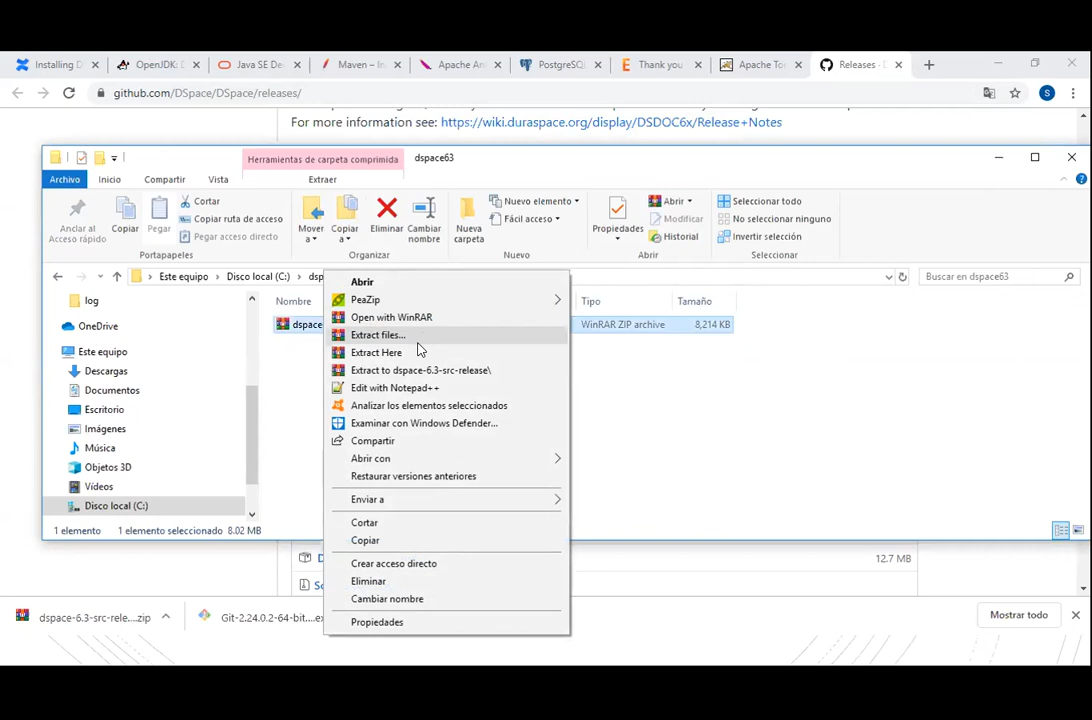 Installing D
OpenJDK: D
Java SE De
Maven – In
Apache An
PostgreSQL
Thank you
Apache To
Releases · D
github.com/DSpace/DSpace/releases/
S
For more information see: https://wiki.duraspace.org/display/DSDOC6x/Release+Notes
Herramientas de carpeta comprimida
dspace63
Archivo
Inicio
Compartir
Vista
Extraer
Anclar al
Acceso rápido
Copiar
Pegar
Cortar
Copiar ruta de acceso
Pegar acceso directo
Portapapeles
Mover
a
Copiar
a
Eliminar
Cambiar
nombre
Organizar
Nueva
carpeta
Nuevo elemento
Fácil acceso
Nuevo
Propiedades
Abrir
Modificar
Historial
Abrir
Seleccionar todo
No seleccionar ninguno
Invertir selección
Seleccionar
Este equipo
Disco local (C:)
dsp
Buscar en dspace63
log
OneDrive
Este equipo
Descargas
Documentos
Escritorio
Imágenes
Música
Objetos 3D
Vídeos
Disco local (C:)
Nombre
Tipo
Tamaño
dspace
WinRAR ZIP archive
8,214 KB
Abrir
PeaZip
Open with WinRAR
Extract files...
Extract Here
Extract to dspace-6.3-src-release\
Edit with Notepad++
Analizar los elementos seleccionados
Examinar con Windows Defender...
Compartir
Abrir con
Restaurar versiones anteriores
Enviar a
Cortar
Copiar
Crear acceso directo
Eliminar
Cambiar nombre
Propiedades
1 elemento
1 elemento seleccionado 8.02 MB
D
12.7 MB
So
dspace-6.3-src-rele....zip
Git-2.24.0.2-64-bit....ex
Mostrar todo